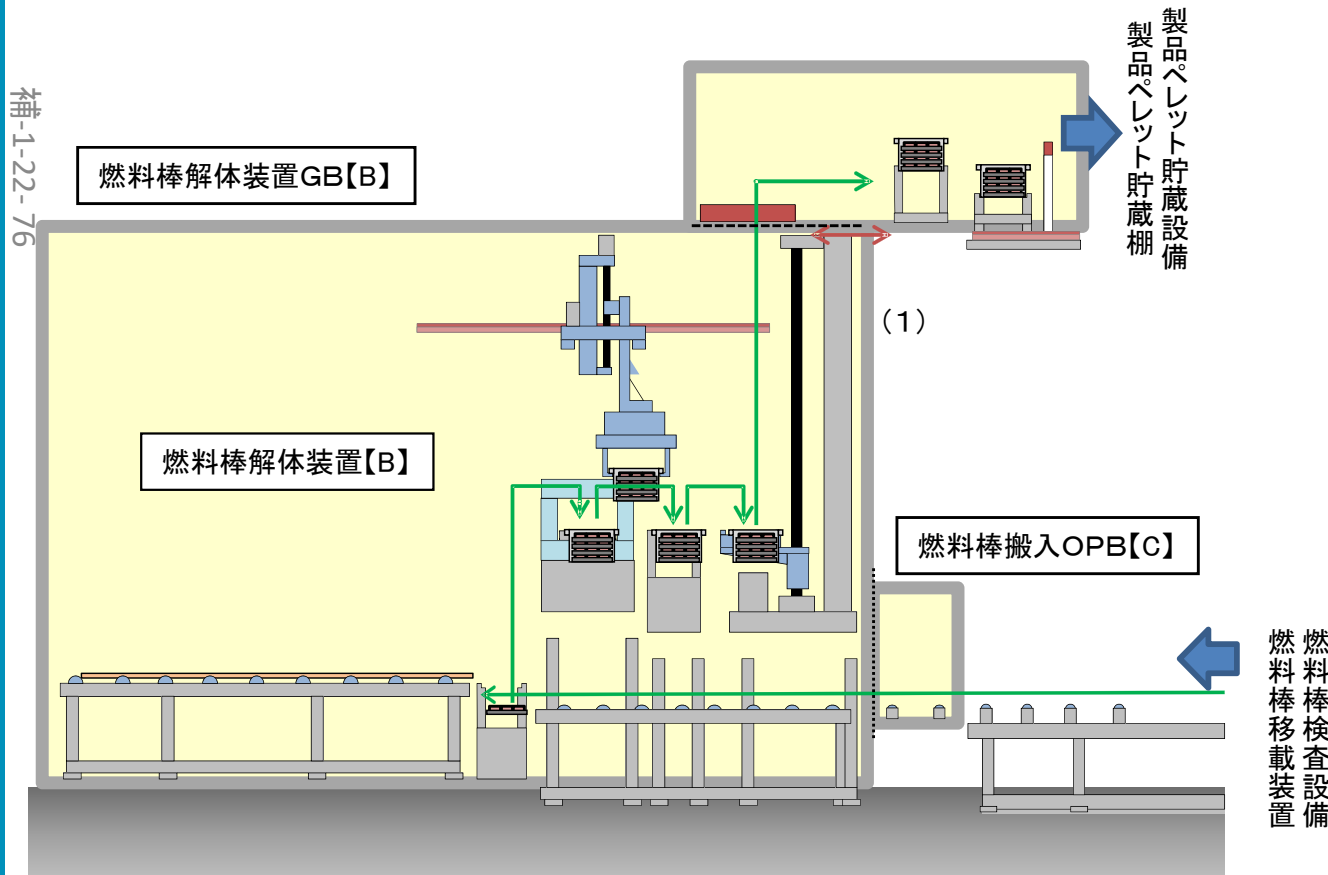 製品ペレット貯蔵設備
製品ペレット貯蔵棚
補-1-22- 76
燃料棒解体装置GB【B】
(1)
燃料棒解体装置【B】
燃料棒搬入OPB【C】
燃料棒検査設備
燃料棒移載装置